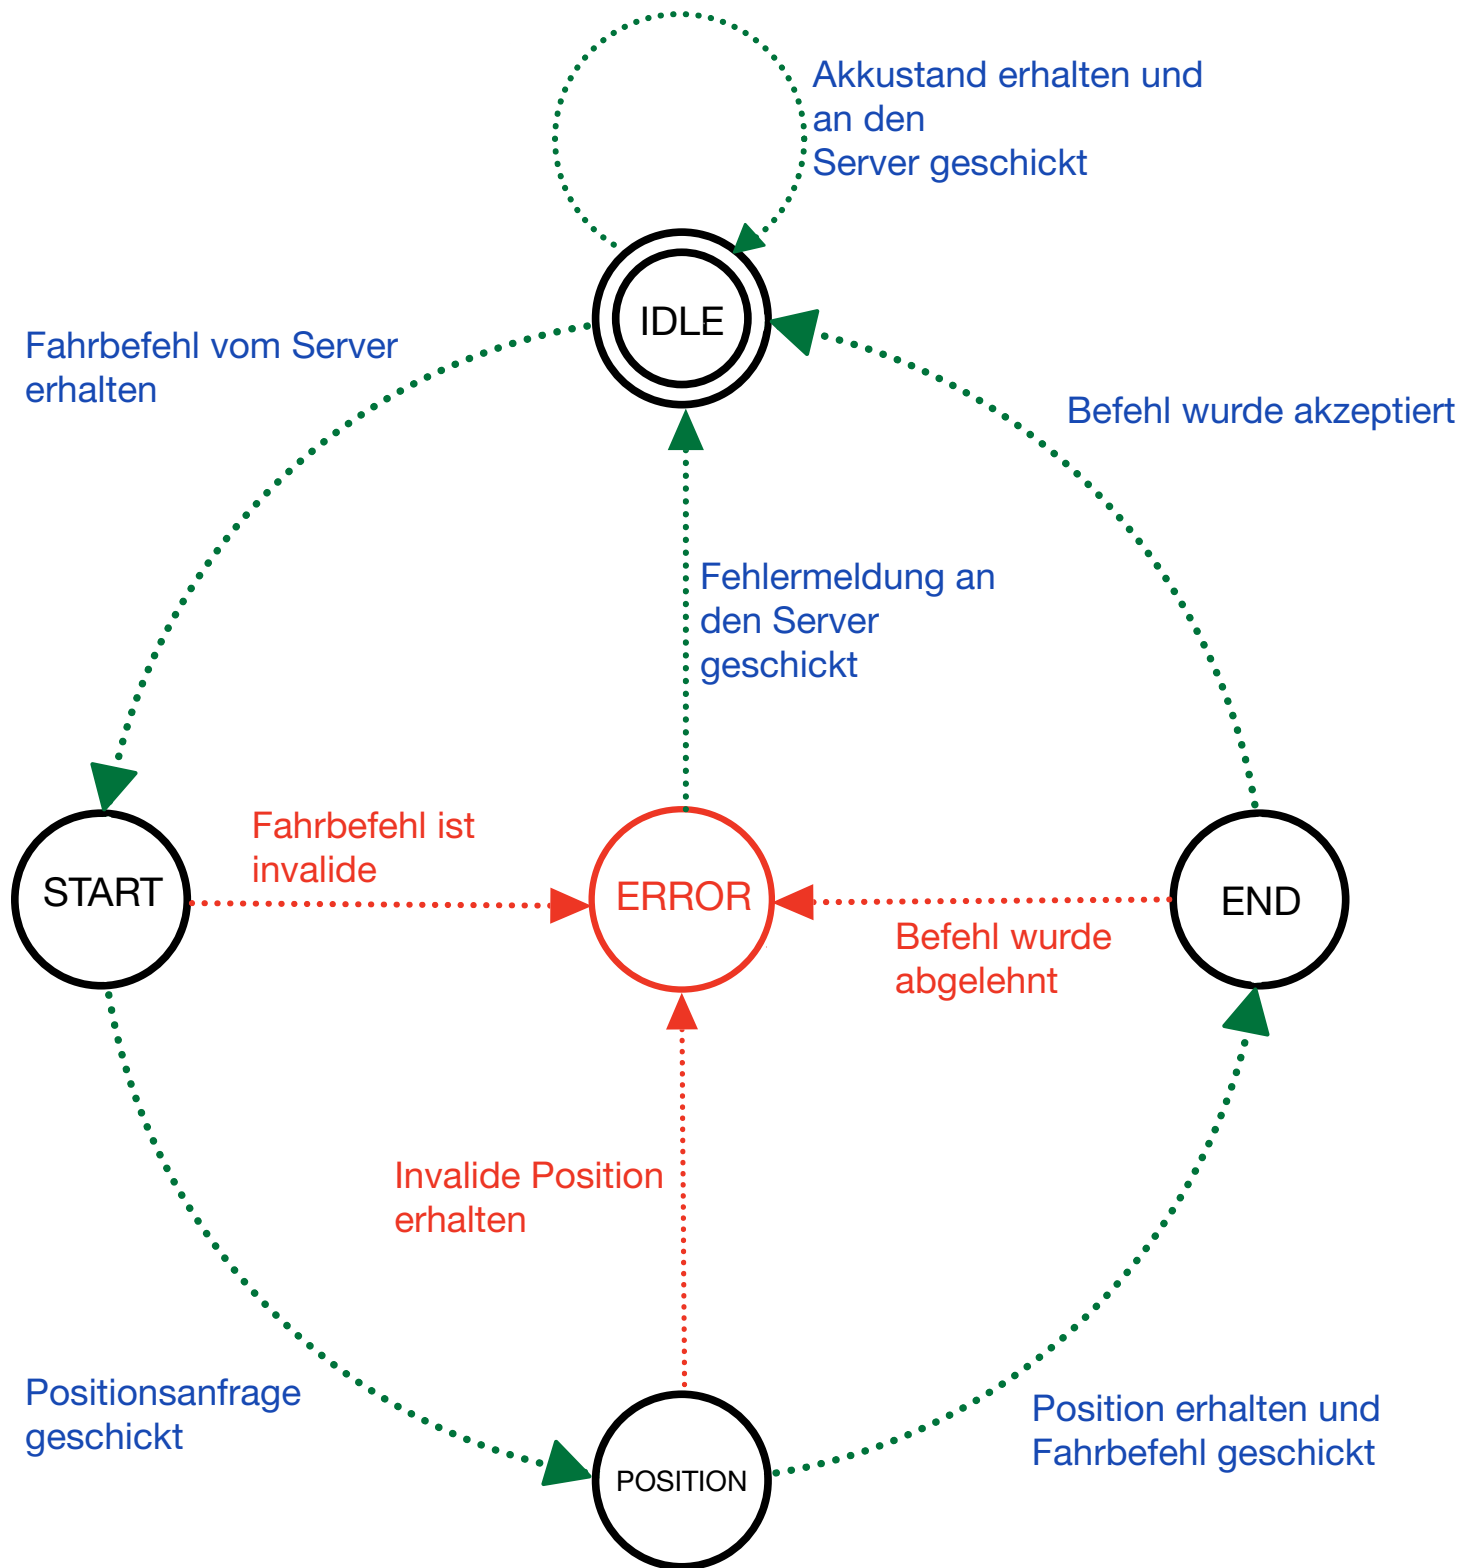 Akkustand erhalten und
an den
Server geschickt
IDLE
Fahrbefehl vom Server
erhalten
Befehl wurde akzeptiert
Fehlermeldung an
den Server
geschickt
Fahrbefehl ist
invalide
START
ERROR
END
Befehl wurde
abgelehnt
Invalide Position
erhalten
Positionsanfrage
geschickt
Position erhalten und
Fahrbefehl geschickt
POSITION